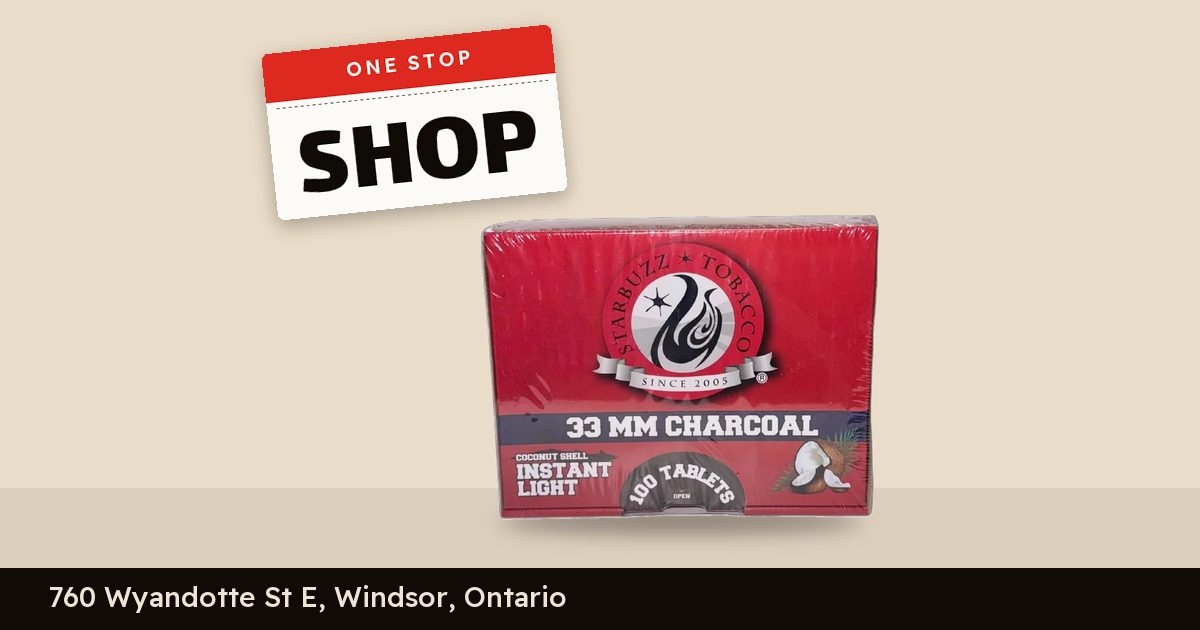 ONE STOP
SHOP
STARBUZZ ★ TOBACCO
SINCE 2005
®
33 MM CHARCOAL
COCONUT SHELL
INSTANT
LIGHT
100 TABLETS
OPEN
760 Wyandotte St E, Windsor, Ontario